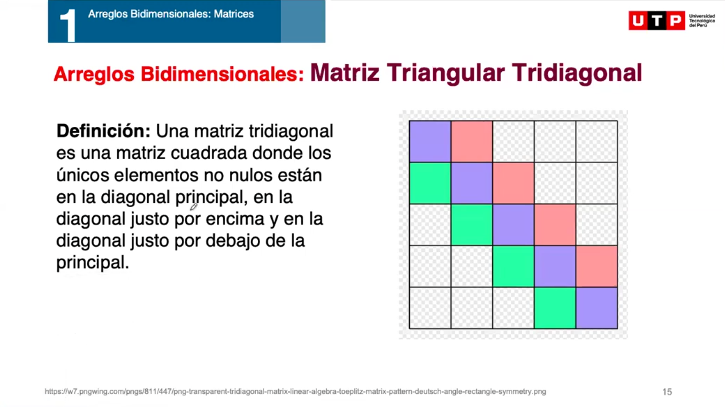 1
Arreglos Bidimensionales: Matrices
UTP
Universidad
Tecnológica
del Perú
Arreglos Bidimensionales: Matriz Triangular Tridiagonal
Definición: Una matriz tridiagonal
es una matriz cuadrada donde los
únicos elementos no nulos están
en la diagonal principal, en la
diagonal justo por encima y en la
diagonal justo por debajo de la
principal.
https://w7.pngwing.com/pngs/811/447/png-transparent-tridiagonal-matrix-linear-algebra-toeplitz-matrix-pattern-deutsch-angle-rectangle-symmetry.png
15